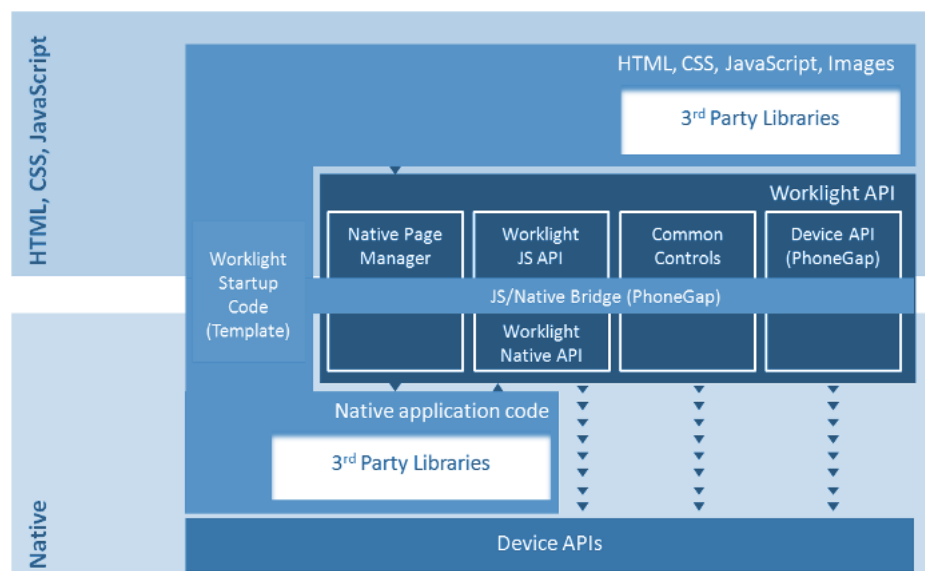 HTML, CSS, JavaScript
HTML, CSS, JavaScript, Images
3rd Party Libraries
Worklight API
Worklight
Startup
Code
(Template)
Native Page
Manager
Worklight
JS API
Common
Controls
Device API
(PhoneGap)
JS/Native Bridge (PhoneGap)
Worklight
Native API
Native application code
3rd Party Libraries
Native
Device APIs